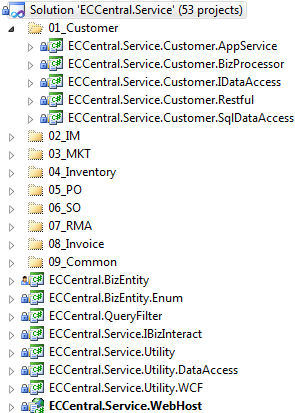 Solution 'ECCentral.Service' (53 projects)
01_Customer
ECCentral.Service.Customer.AppService
ECCentral.Service.Customer.BizProcessor
ECCentral.Service.Customer.IDataAccess
ECCentral.Service.Customer.Restful
ECCentral.Service.Customer.SqlDataAccess
02_IM
03_MKT
04_Inventory
05_PO
06_SO
07_RMA
08_Invoice
09_Common
ECCentral.BizEntity
ECCentral.BizEntity.Enum
ECCentral.QueryFilter
ECCentral.Service.IBizInteract
ECCentral.Service.Utility
ECCentral.Service.Utility.DataAccess
ECCentral.Service.Utility.WCF
ECCentral.Service.WebHost